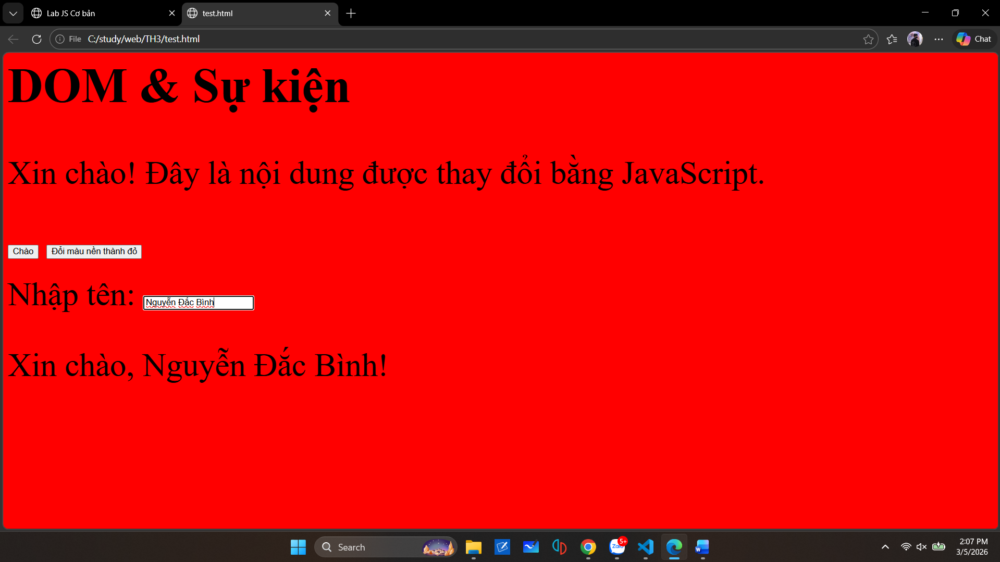 Lab JS Cơ bản
test.html
File C:/study/web/TH3/test.html
Chat
DOM & Sự kiện
Xin chào! Đây là nội dung được thay đổi bằng JavaScript.
Chào Đổi màu nền thành đỏ
Nhập tên: Nguyễn Đắc Bình
Xin chào, Nguyễn Đắc Bình!
Search
Zalo
5+
W
2:07 PM
3/5/2026